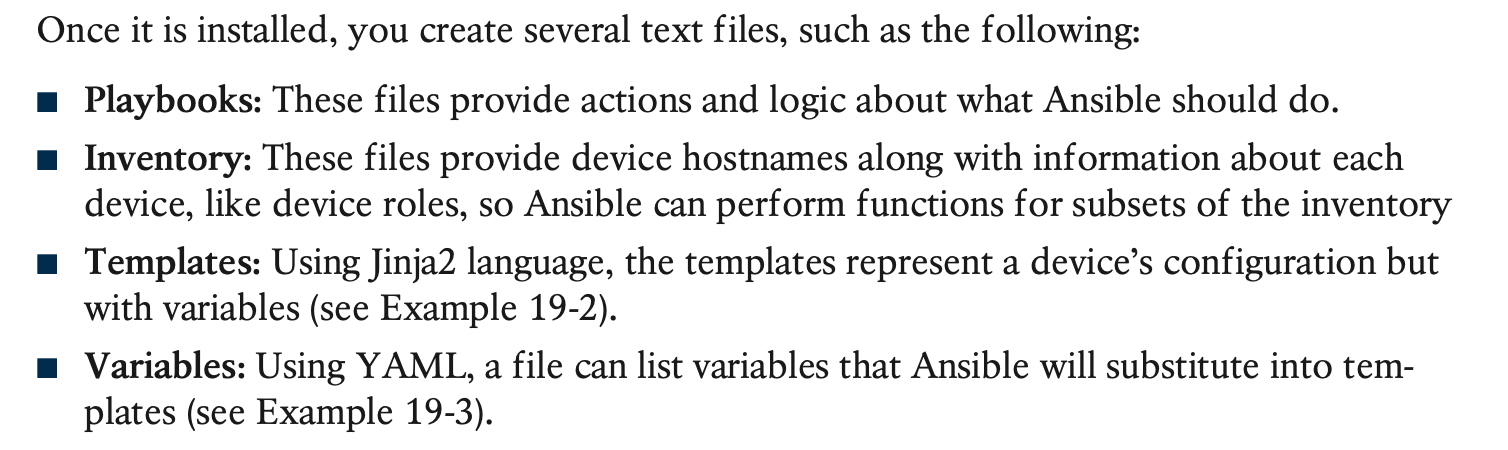 Once it is installed, you create several text files, such as the following:
■ Playbooks: These files provide actions and logic about what Ansible should do.
■ Inventory: These files provide device hostnames along with information about each
device, like device roles, so Ansible can perform functions for subsets of the inventory
■ Templates: Using Jinja2 language, the templates represent a device’s configuration but
with variables (see Example 19-2).
■ Variables: Using YAML, a file can list variables that Ansible will substitute into tem-
plates (see Example 19-3).